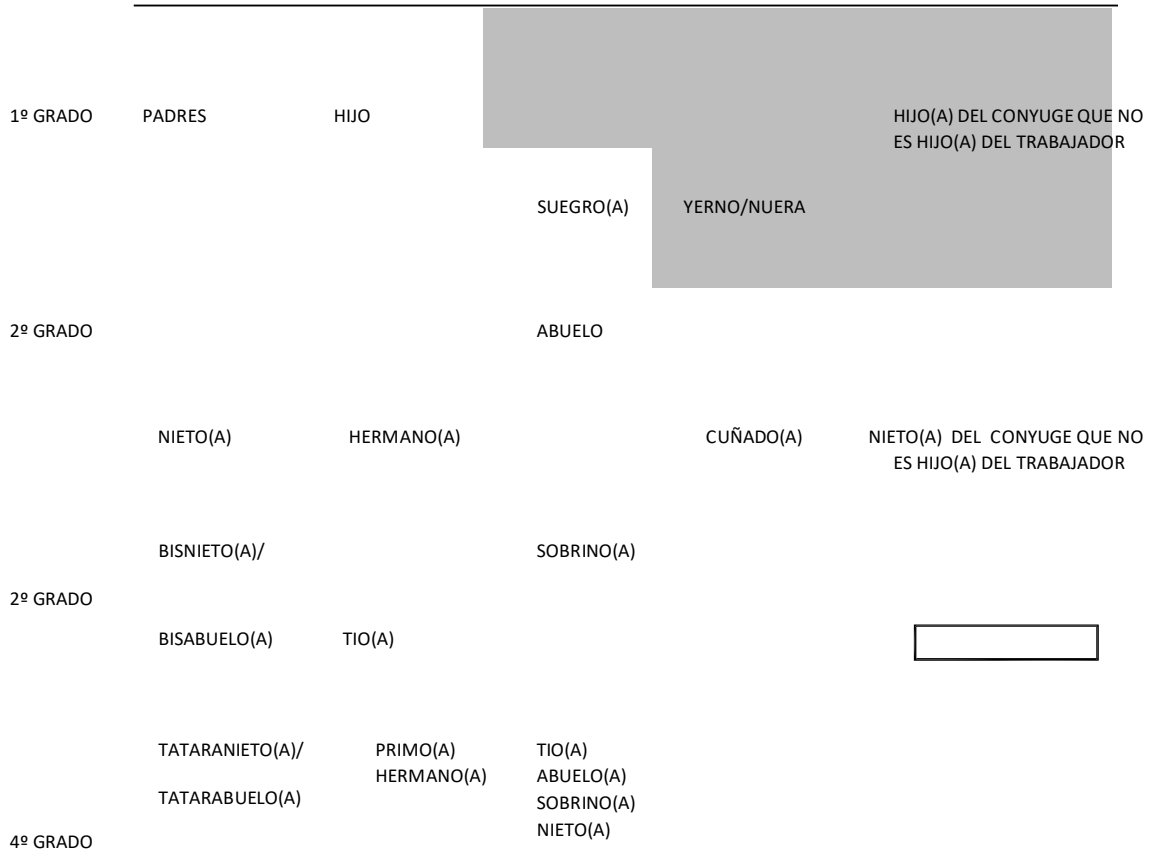 1º GRADO PADRES HIJO HIJO(A) DEL CONYUGE QUE NO
ES HIJO(A) DEL TRABAJADOR
SUEGRO(A) YERNO/NUERA
2º GRADO ABUELO
NIETO(A) HERMANO(A) CUÑADO(A) NIETO(A) DEL CONYUGE QUE NO
ES HIJO(A) DEL TRABAJADOR
BISNIETO(A)/ SOBRINO(A)
2º GRADO
BISABUELO(A) TIO(A)
TATARANIETO(A)/ PRIMO(A) TIO(A)
HERMANO(A) ABUELO(A)
TATARABUELO(A) SOBRINO(A)
NIETO(A)
4º GRADO